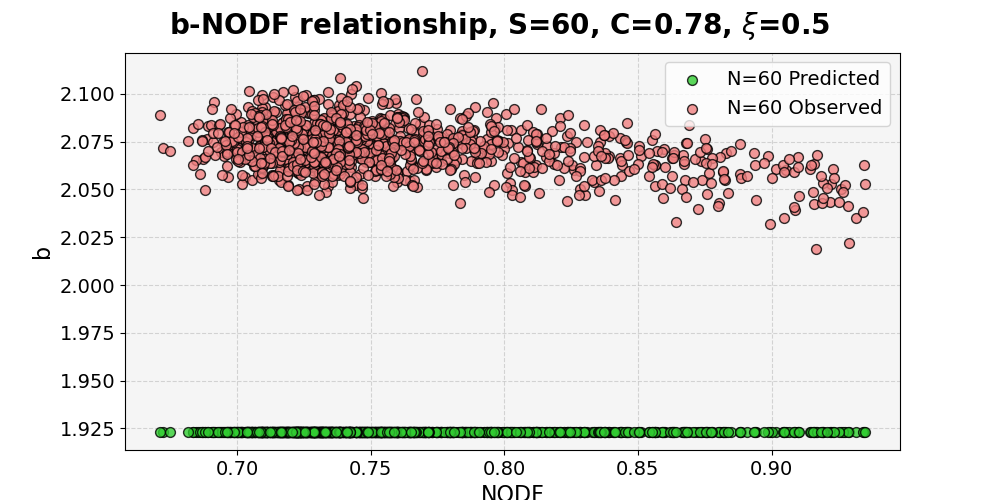 b-NODF relationship, S=60, C=0.78, ξ=0.5
N=60 Predicted
N=60 Observed
b
2.100
2.075
2.050
2.025
2.000
1.975
1.950
1.925
0.70 0.75 0.80 0.85 0.90
NODF